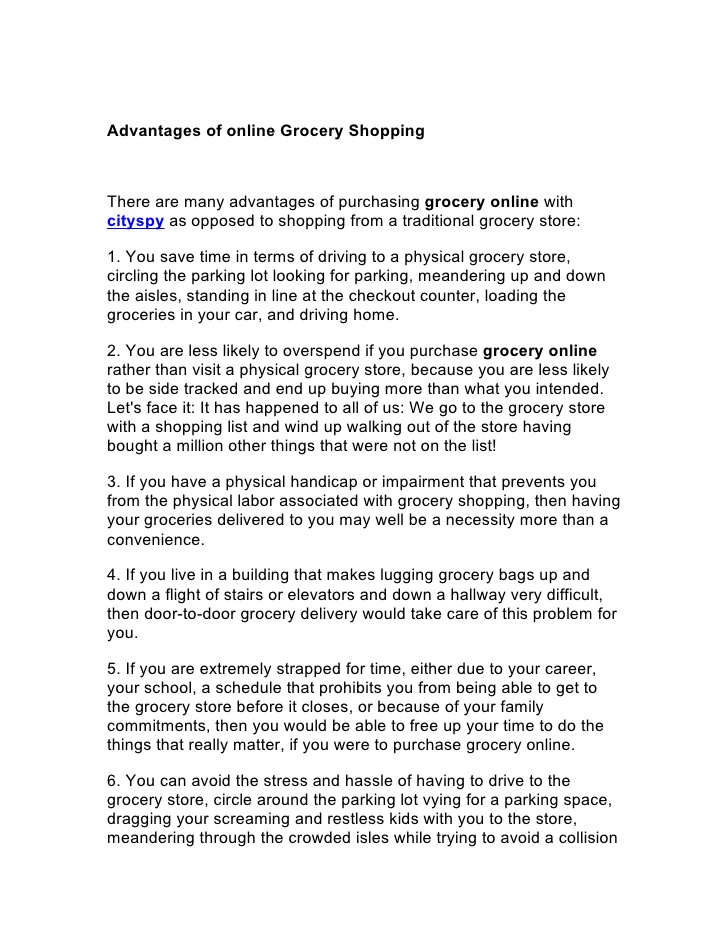 Advantages of online Grocery Shopping
There are many advantages of purchasing grocery online with
cityspy as opposed to shopping from a traditional grocery store:
1. You save time in terms of driving to a physical grocery store,
circling the parking lot looking for parking, meandering up and down
the aisles, standing in line at the checkout counter, loading the
groceries in your car, and driving home.
2. You are less likely to overspend if you purchase grocery online
rather than visit a physical grocery store, because you are less likely
to be side tracked and end up buying more than what you intended.
Let's face it: It has happened to all of us: We go to the grocery store
with a shopping list and wind up walking out of the store having
bought a million other things that were not on the list!
3. If you have a physical handicap or impairment that prevents you
from the physical labor associated with grocery shopping, then having
your groceries delivered to you may well be a necessity more than a
convenience.
4. If you live in a building that makes lugging grocery bags up and
down a flight of stairs or elevators and down a hallway very difficult,
then door-to-door grocery delivery would take care of this problem for
you.
5. If you are extremely strapped for time, either due to your career,
your school, a schedule that prohibits you from being able to get to
the grocery store before it closes, or because of your family
commitments, then you would be able to free up your time to do the
things that really matter, if you were to purchase grocery online.
6. You can avoid the stress and hassle of having to drive to the
grocery store, circle around the parking lot vying for a parking space,
dragging your screaming and restless kids with you to the store,
meandering through the crowded isles while trying to avoid a collision